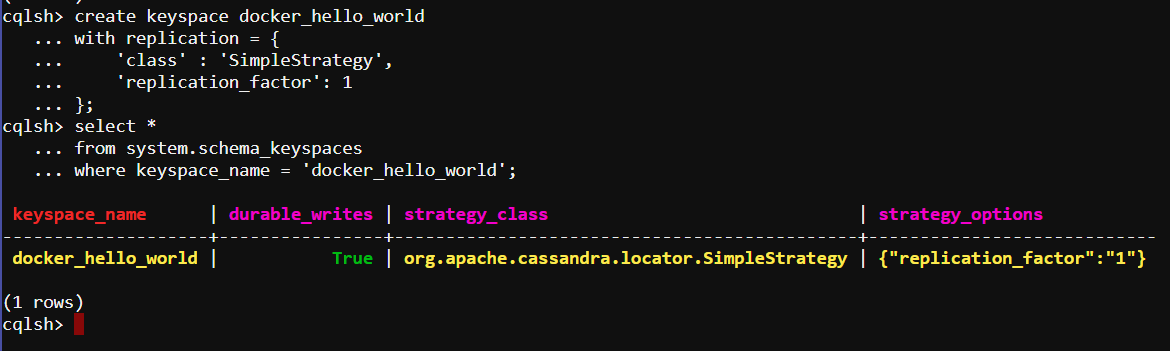 cqlsh> create keyspace docker_hello_world
   ... with replication = {
   ...     'class' : 'SimpleStrategy',
   ...     'replication_factor': 1
   ... };
cqlsh> select *
   ... from system.schema_keyspaces
   ... where keyspace_name = 'docker_hello_world';
 keyspace_name      | durable_writes | strategy_class                              | strategy_options
--------------------+----------------+---------------------------------------------+----------------------------
 docker_hello_world |           True | org.apache.cassandra.locator.SimpleStrategy | {"replication_factor":"1"}
(1 rows)
cqlsh>